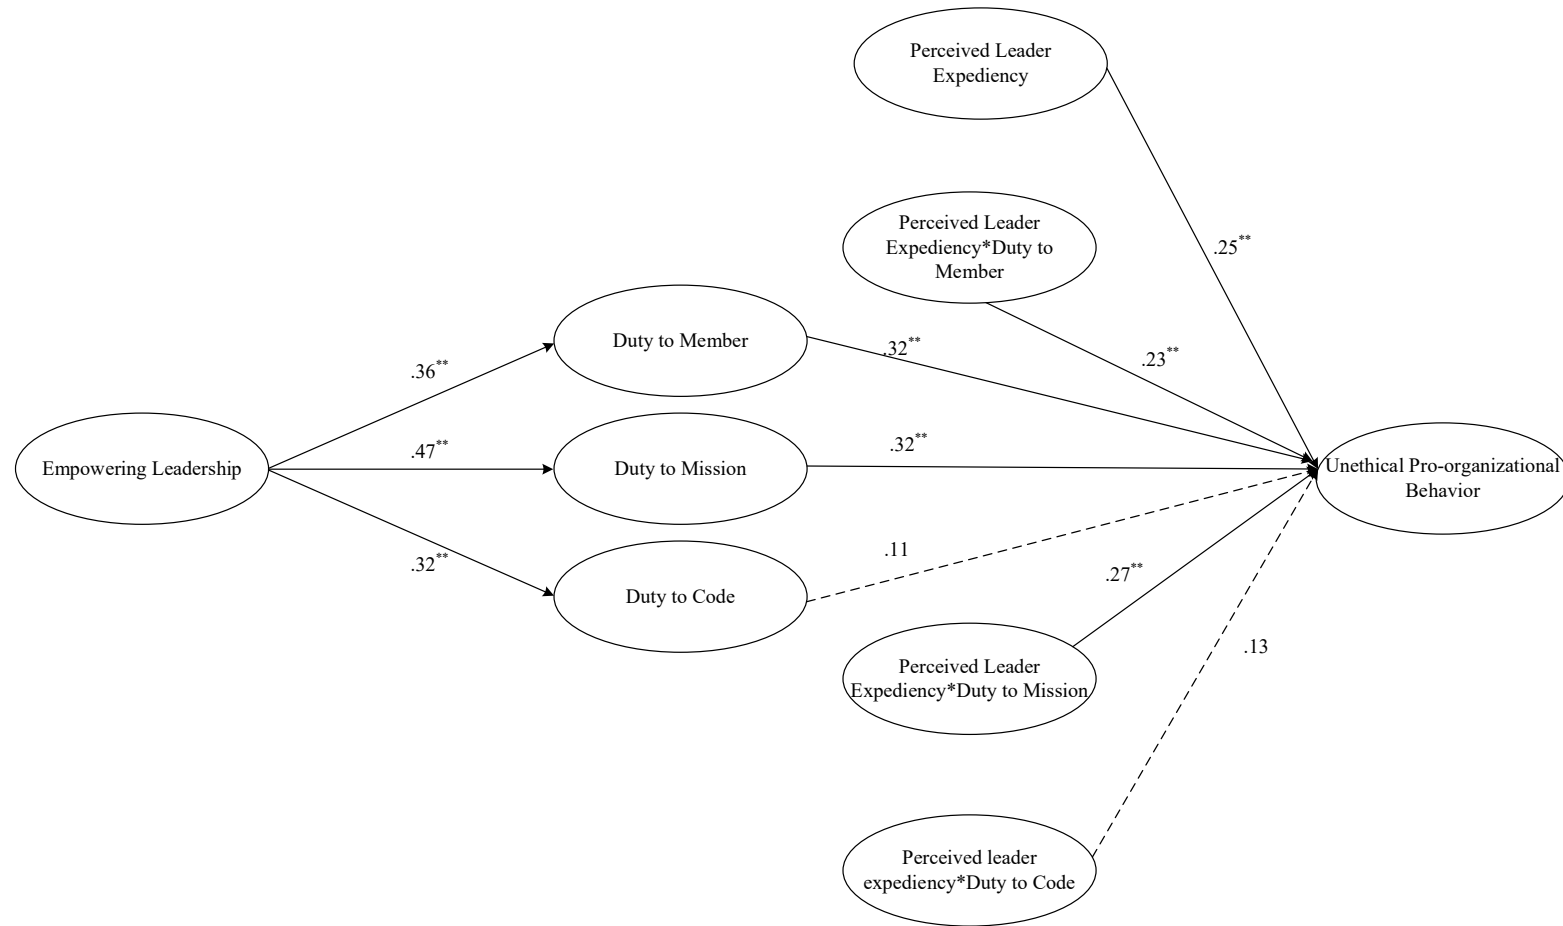 Perceived Leader
Expediency
.25**
Perceived Leader
Expediency*Duty to
Member
.23**
Duty to Member
.32**
.36**
Empowering Leadership
.47**
Duty to Mission
.32**
Unethical Pro-organizational
Behavior
.32**
Duty to Code
.11
.27**
Perceived Leader
Expediency*Duty to Mission
.13
Perceived leader
expediency*Duty to Code